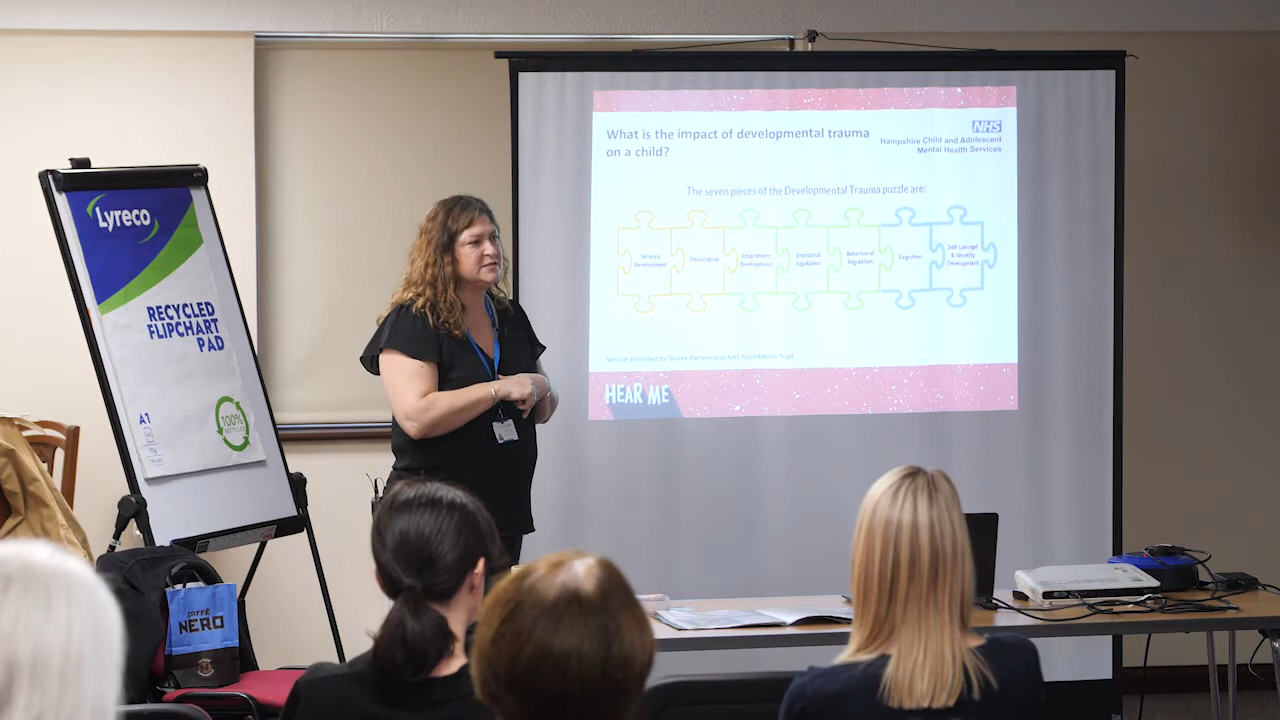 Lyreco
RECYCLED
FLIPCHART
PAD
A1
100%
RECYCLED
CAFFÈ
NERO
What is the impact of developmental trauma
on a child?
NHS
Hampshire Child and Adolescent
Mental Health Services
The seven pieces of the Developmental Trauma puzzle are:
Sensory
Development
Dissociation
Attachment
Development
Emotional
Regulation
Behavioural
Regulation
Cognition
Self Concept
& Identity
Development
Service provided by Sussex Partnership NHS Foundation Trust
HEAR ME